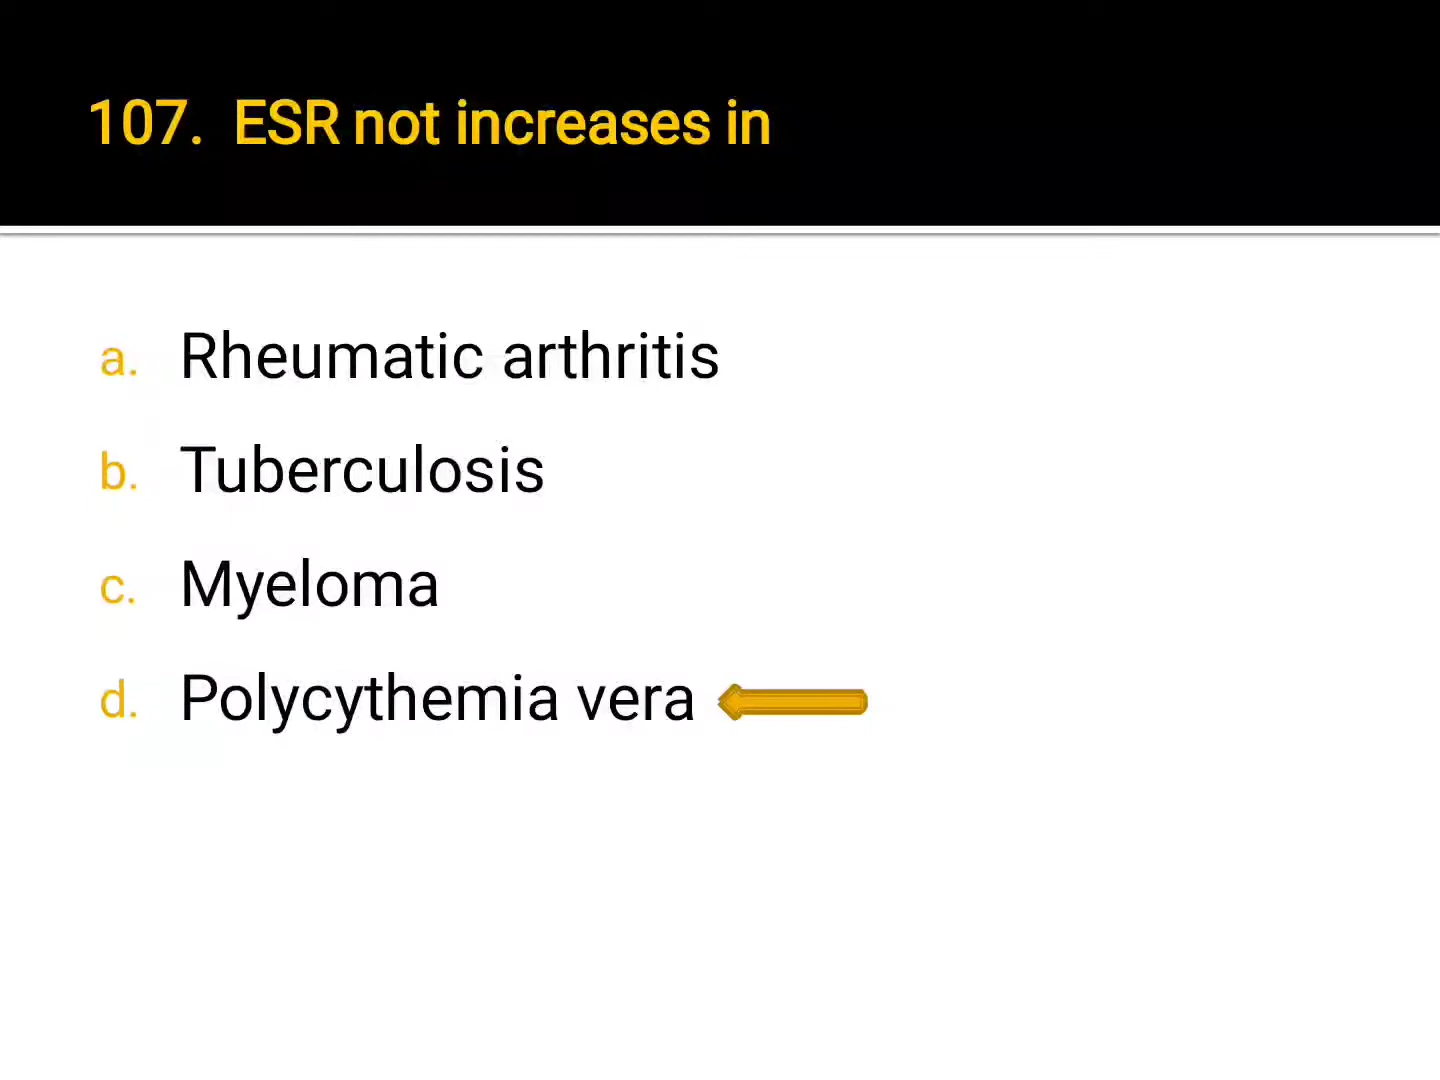 107. ESR not increases in
a. Rheumatic arthritis
b. Tuberculosis
c. Myeloma
d. Polycythemia vera